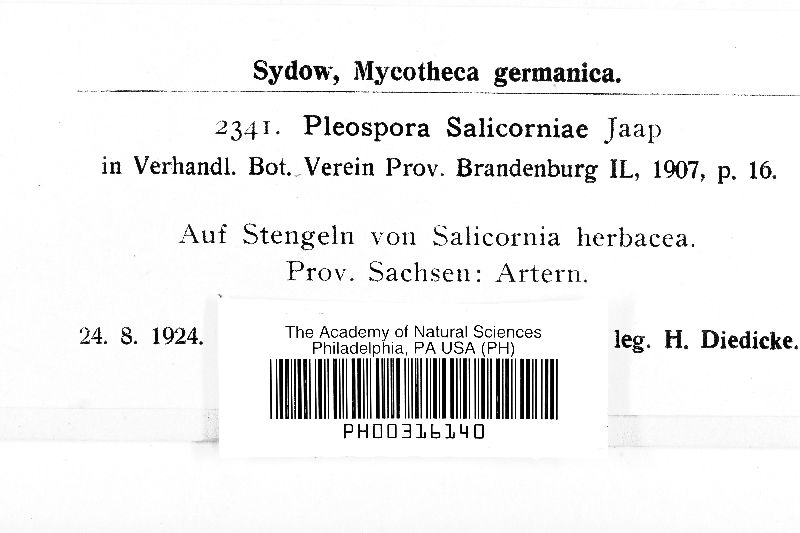 Sydow, Mycotheca germanica.
2341. Pleospora Salicorniae Jaap
in Verhandl. Bot. Verein Prov. Brandenburg IL, 1907, p. 16.
Auf Stengeln von Salicornia herbacea.
Prov. Sachsen: Artern.
24. 8. 1924. leg. H. Diedicke.
The Academy of Natural Sciences
Philadelphia, PA USA (PH)
PH00316140